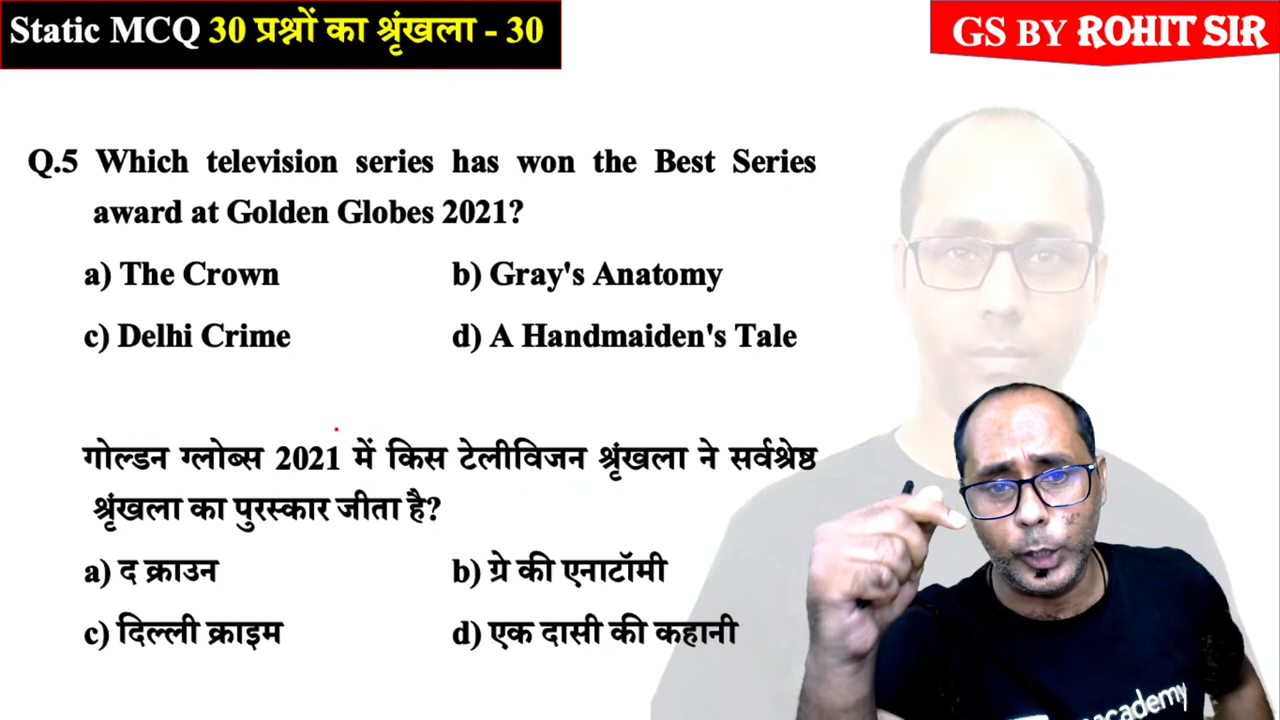 Static MCQ 30 प्रश्नों का श्रृंखला - 30
GS BY ROHIT SIR
Q.5 Which television series has won the Best Series
award at Golden Globes 2021?
a) The Crown b) Gray's Anatomy
c) Delhi Crime d) A Handmaiden's Tale
गोल्डन ग्लोब्स 2021 में किस टेलीविजन श्रृंखला ने सर्वश्रेष्ठ
श्रृंखला का पुरस्कार जीता है?
a) द क्राउन b) ग्रे की एनाटॉमी
c) दिल्ली क्राइम d) एक दासी की कहानी